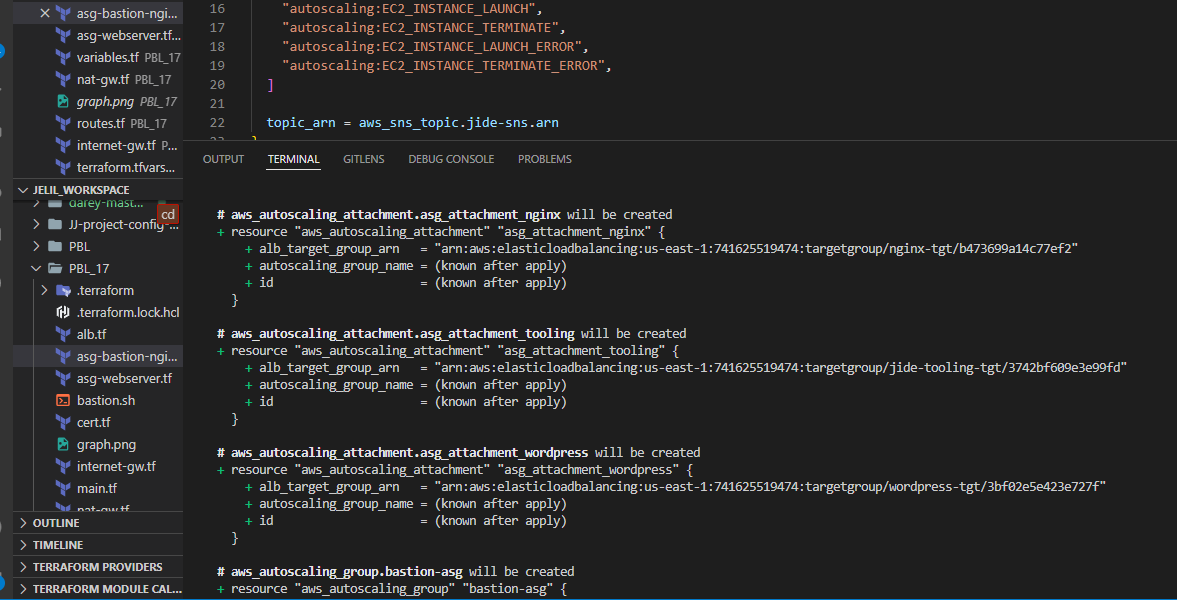 asg-bastion-ngi...
asg-webserver.tf...
variables.tf PBL_17
nat-gw.tf PBL_17
graph.png PBL_17
routes.tf PBL_17
internet-gw.tf P...
terraform.tfvars...
JELIL_WORKSPACE
darey-mast...
cd
JJ-project-config-...
PBL
PBL_17
.terraform
.terraform.lock.hcl
alb.tf
asg-bastion-ngi...
asg-webserver.tf
bastion.sh
cert.tf
graph.png
internet-gw.tf
main.tf
nat-gw.tf
OUTLINE
TIMELINE
TERRAFORM PROVIDERS
TERRAFORM MODULE CAL...
16 "autoscaling:EC2_INSTANCE_LAUNCH",
17 "autoscaling:EC2_INSTANCE_TERMINATE",
18 "autoscaling:EC2_INSTANCE_LAUNCH_ERROR",
19 "autoscaling:EC2_INSTANCE_TERMINATE_ERROR",
20 ]
21
22 topic_arn = aws_sns_topic.jide-sns.arn
23 }
OUTPUT TERMINAL GITLENS DEBUG CONSOLE PROBLEMS
# aws_autoscaling_attachment.asg_attachment_nginx will be created
+ resource "aws_autoscaling_attachment" "asg_attachment_nginx" {
+ alb_target_group_arn = "arn:aws:elasticloadbalancing:us-east-1:741625519474:targetgroup/nginx-tgt/b473699a14c77ef2"
+ autoscaling_group_name = (known after apply)
+ id = (known after apply)
}
# aws_autoscaling_attachment.asg_attachment_tooling will be created
+ resource "aws_autoscaling_attachment" "asg_attachment_tooling" {
+ alb_target_group_arn = "arn:aws:elasticloadbalancing:us-east-1:741625519474:targetgroup/jide-tooling-tgt/3742bf609e3e99fd"
+ autoscaling_group_name = (known after apply)
+ id = (known after apply)
}
# aws_autoscaling_attachment.asg_attachment_wordpress will be created
+ resource "aws_autoscaling_attachment" "asg_attachment_wordpress" {
+ alb_target_group_arn = "arn:aws:elasticloadbalancing:us-east-1:741625519474:targetgroup/wordpress-tgt/3bf02e5e423e727f"
+ autoscaling_group_name = (known after apply)
+ id = (known after apply)
}
# aws_autoscaling_group.bastion-asg will be created
+ resource "aws_autoscaling_group" "bastion-asg" {